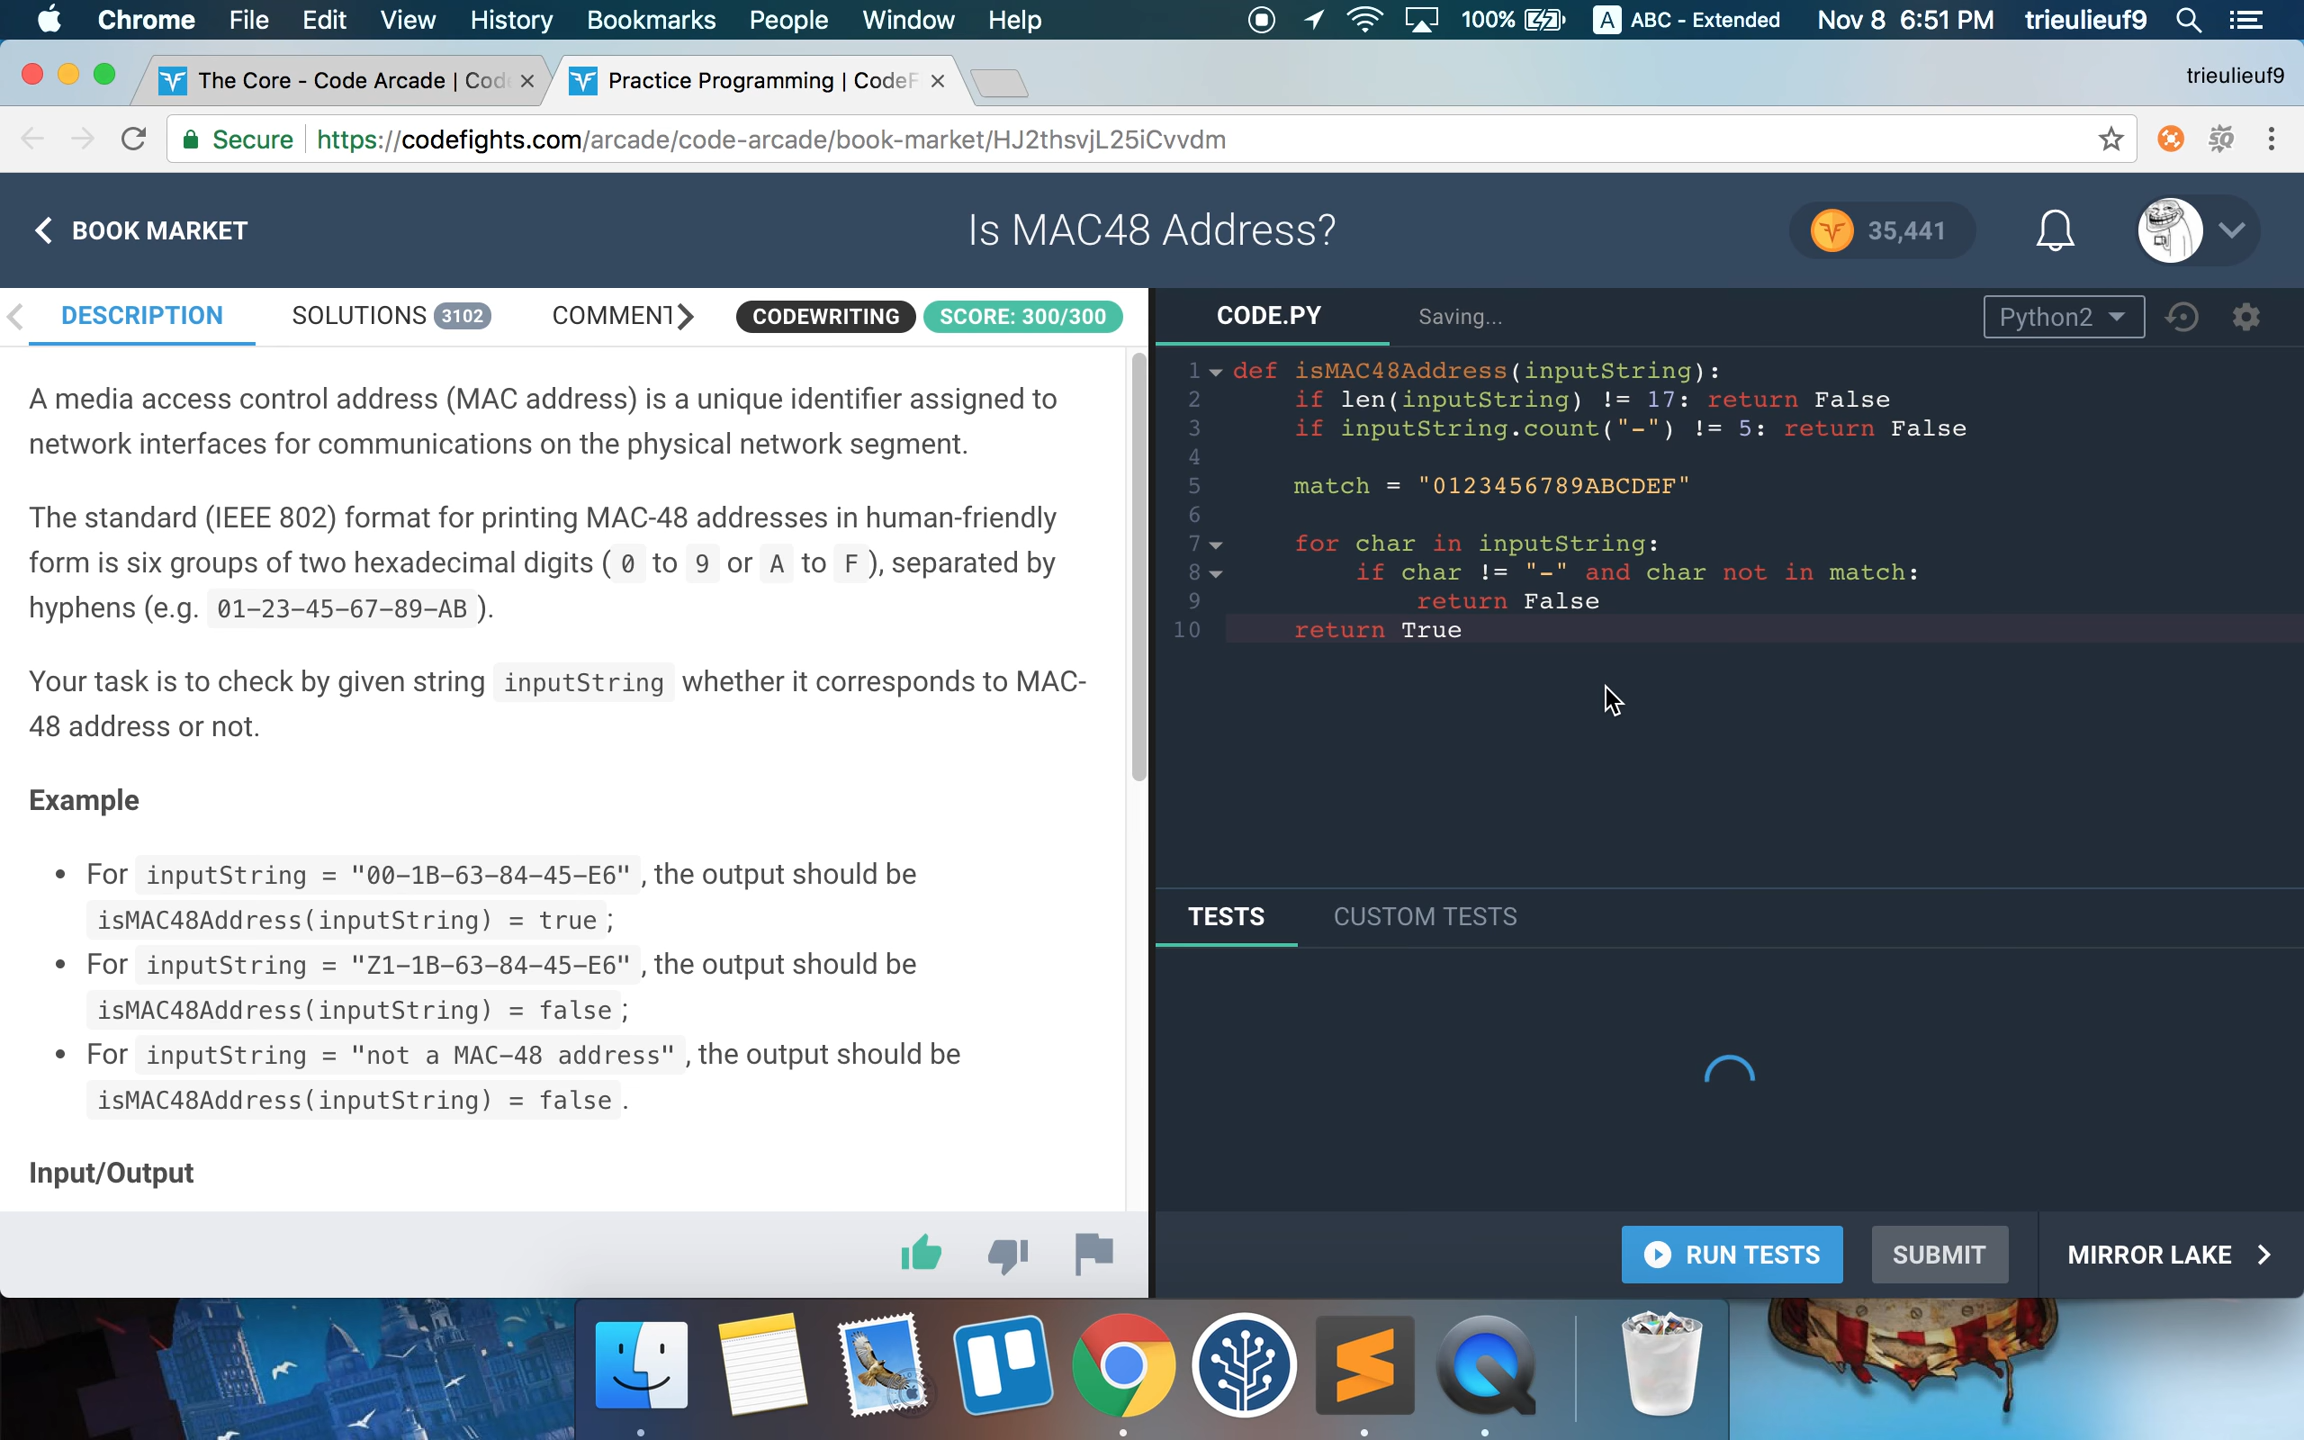 Chrome File Edit View History Bookmarks People Window Help 100% A ABC - Extended Nov 8 6:51 PM trieulieuf9
The Core - Code Arcade | Cod Practice Programming | CodeF trieulieuf9
Secure https://codefights.com/arcade/code-arcade/book-market/HJ2thsvjL25iCvvdm
BOOK MARKET Is MAC48 Address? 35,441
DESCRIPTION SOLUTIONS 3102 COMMENT CODEWRITING SCORE: 300/300
A media access control address (MAC address) is a unique identifier assigned to
network interfaces for communications on the physical network segment.
The standard (IEEE 802) format for printing MAC-48 addresses in human-friendly
form is six groups of two hexadecimal digits ( 0 to 9 or A to F ), separated by
hyphens (e.g. 01-23-45-67-89-AB ).
Your task is to check by given string inputString whether it corresponds to MAC-
48 address or not.
Example
• For inputString = "00-1B-63-84-45-E6" , the output should be
isMAC48Address(inputString) = true ;
• For inputString = "Z1-1B-63-84-45-E6" , the output should be
isMAC48Address(inputString) = false ;
• For inputString = "not a MAC-48 address" , the output should be
isMAC48Address(inputString) = false .
Input/Output
CODE.PY Saving... Python2
1 def isMAC48Address(inputString):
2 if len(inputString) != 17: return False
3 if inputString.count("-") != 5: return False
4
5 match = "0123456789ABCDEF"
6
7 for char in inputString:
8 if char != "-" and char not in match:
9 return False
10 return True
TESTS CUSTOM TESTS
RUN TESTS SUBMIT MIRROR LAKE